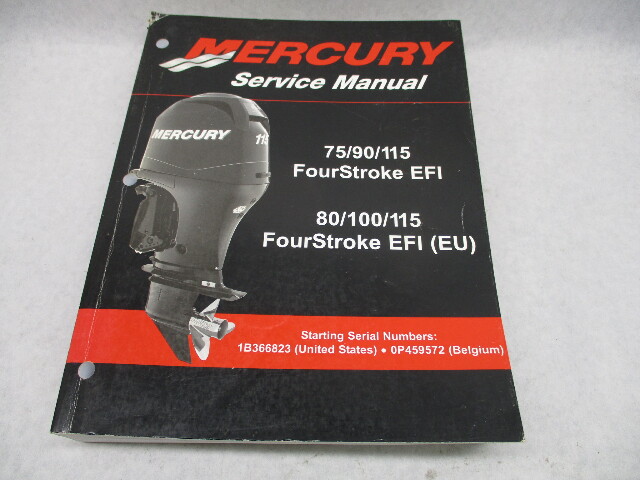 MERCURY
Service Manual
MERCURY
115
75/90/115
FourStroke EFI
80/100/115
FourStroke EFI (EU)
Starting Serial Numbers:
1B366823 (United States) • 0P459572 (Belgium)